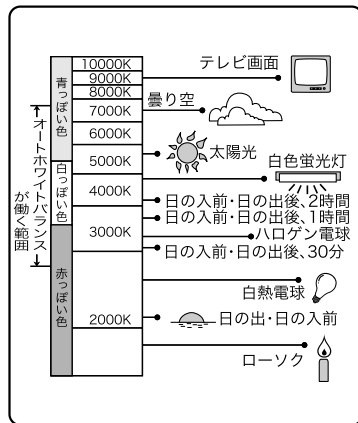 10000K
9000K
8000K
7000K
6000K
5000K
4000K
3000K
2000K
青っぽい色
白っぽい色
赤っぽい色
オートホワイトバランス
が働く範囲
テレビ画面
曇り空
太陽光
白色蛍光灯
日の入前・日の出後、2時間
日の入前・日の出後、1時間
ハロゲン電球
日の入前・日の出後、30分
白熱電球
日の出・日の入前
ローソク